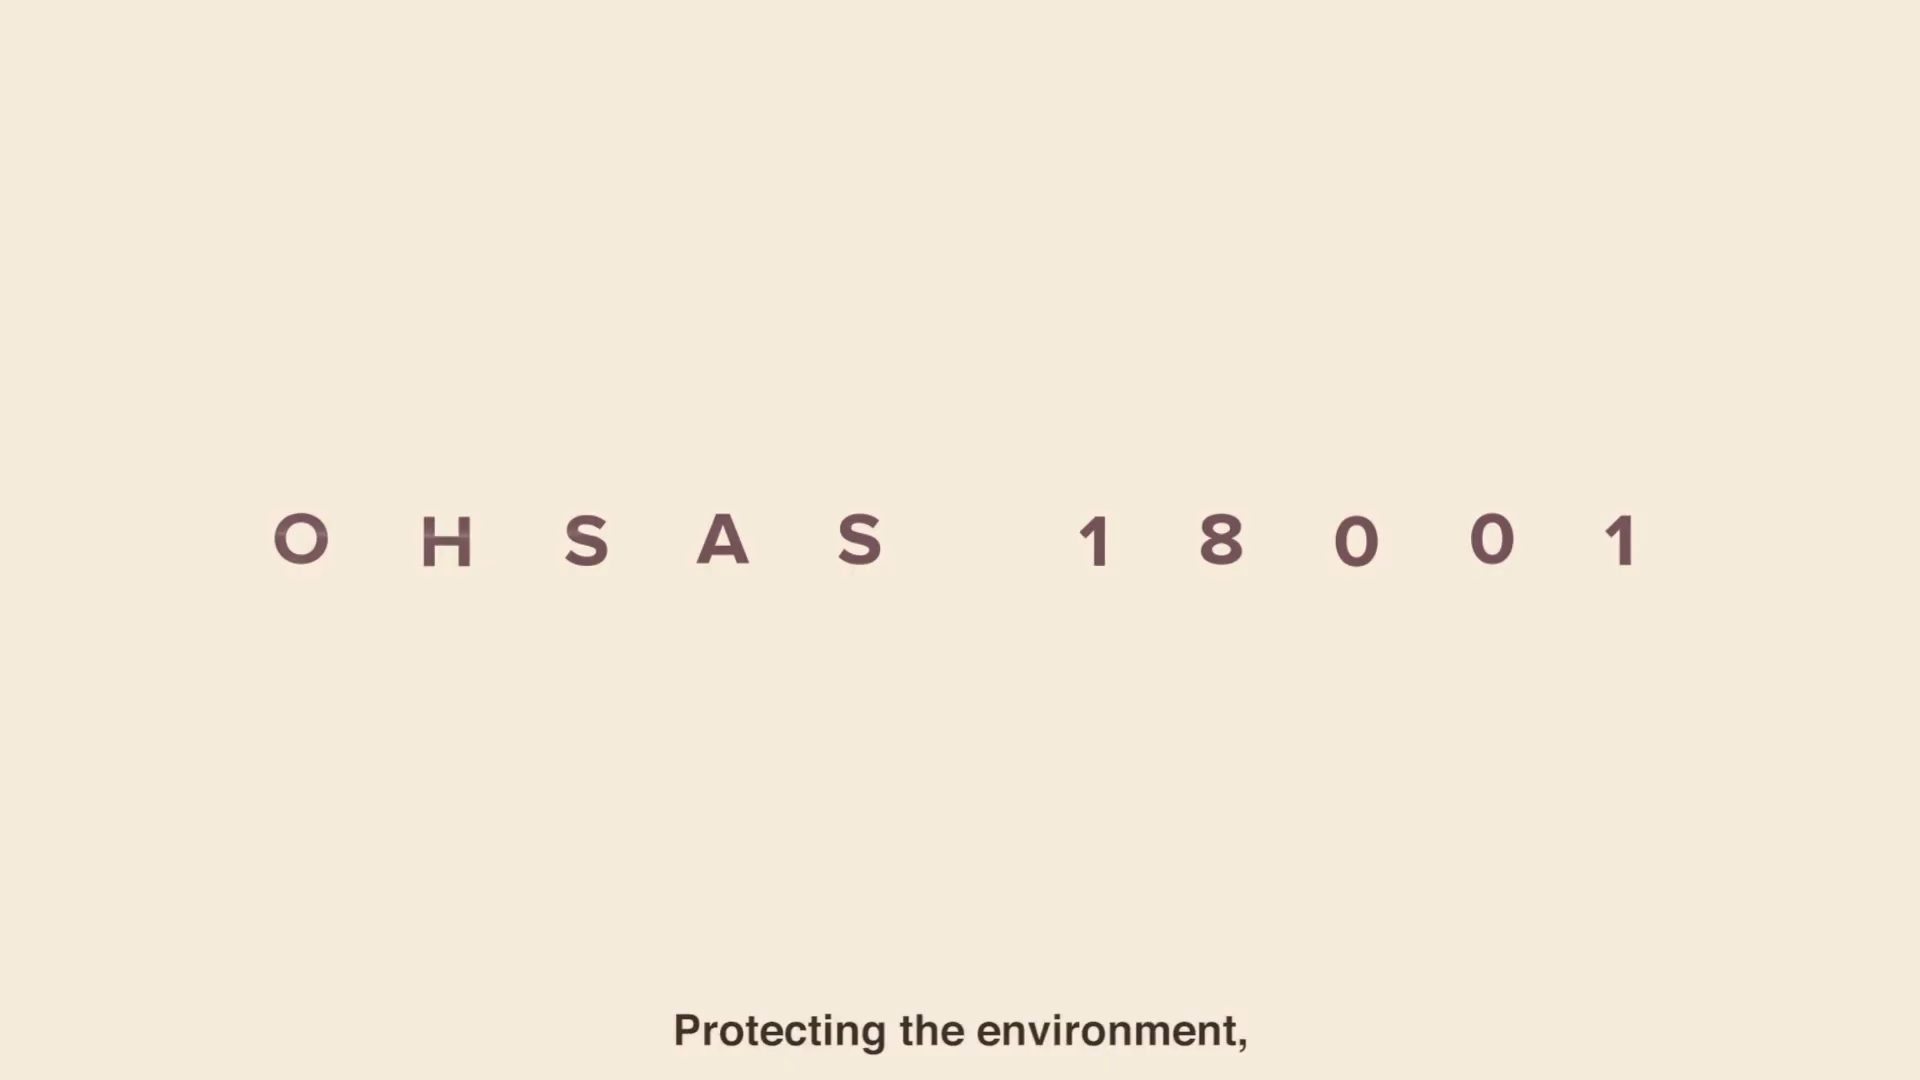 OHSAS 18001
Protecting the environment,